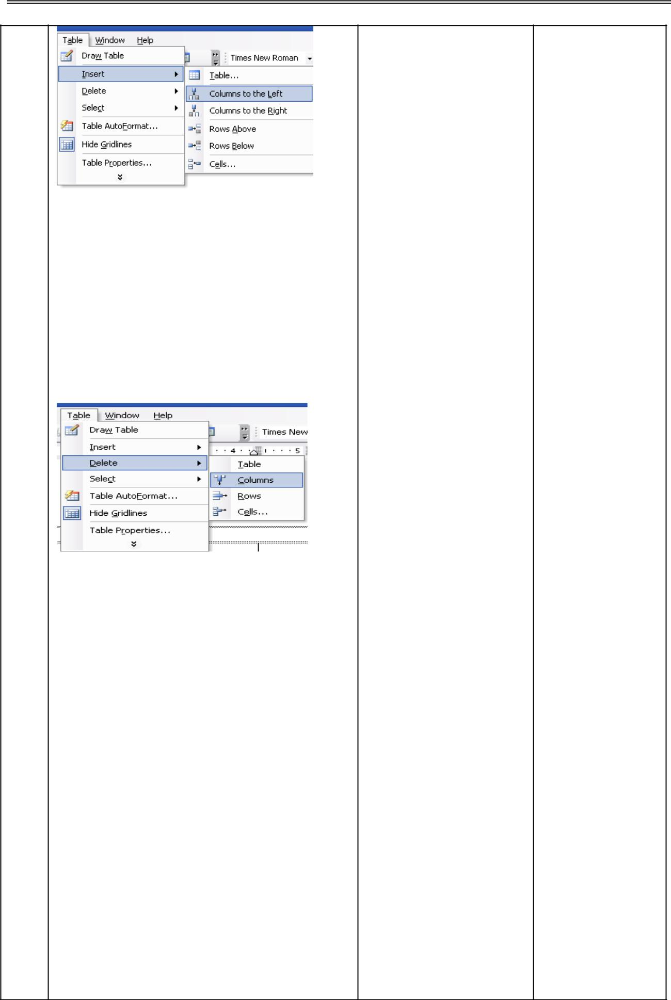 Table Window Help
Draw Table
Times New Roman
Insert
Table...
Delete
Columns to the Left
Select
Columns to the Right
Table AutoFormat...
Rows Above
Hide Gridlines
Rows Below
Table Properties...
Cells...
Table Window Help
Draw Table
Times New
Insert
4 5
Delete
Table
Select
Columns
Table AutoFormat...
Rows
Hide Gridlines
Cells...
Table Properties...